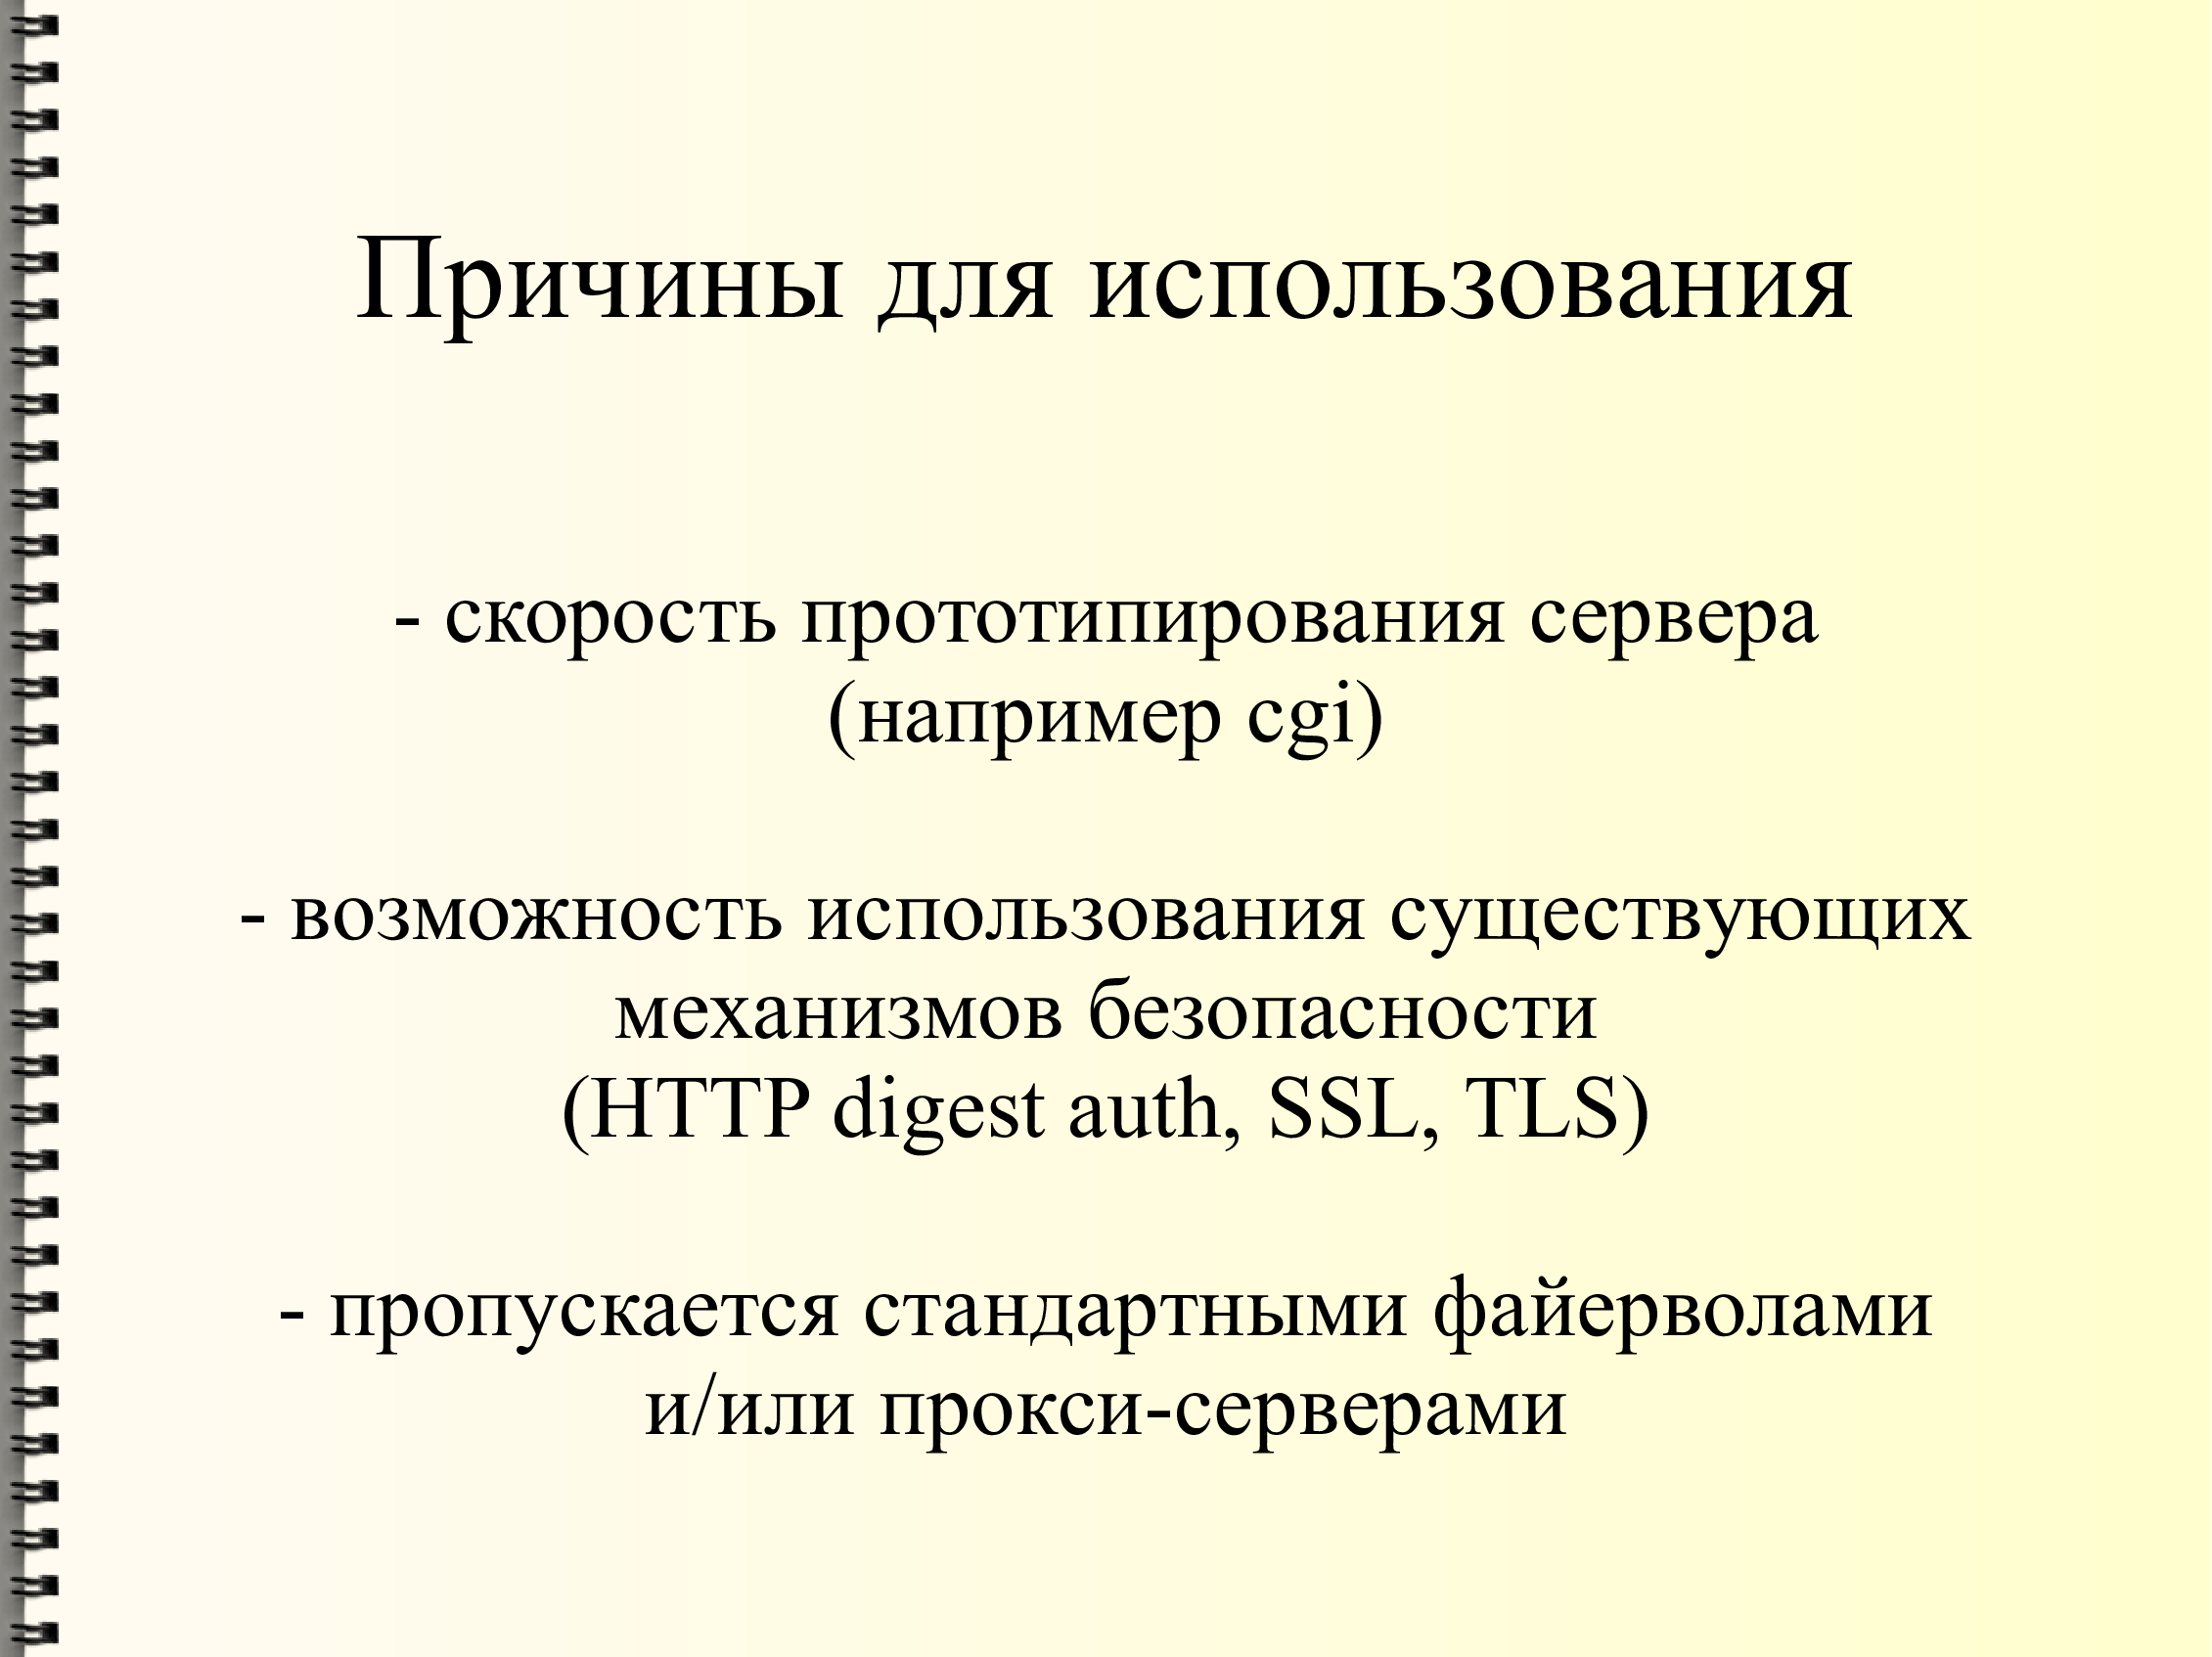 Причины для использования
- скорость прототипирования сервера
(например cgi)
- возможность использования существующих
механизмов безопасности
(HTTP digest auth, SSL, TLS)
- пропускается стандартными файерволами
и/или прокси-серверами